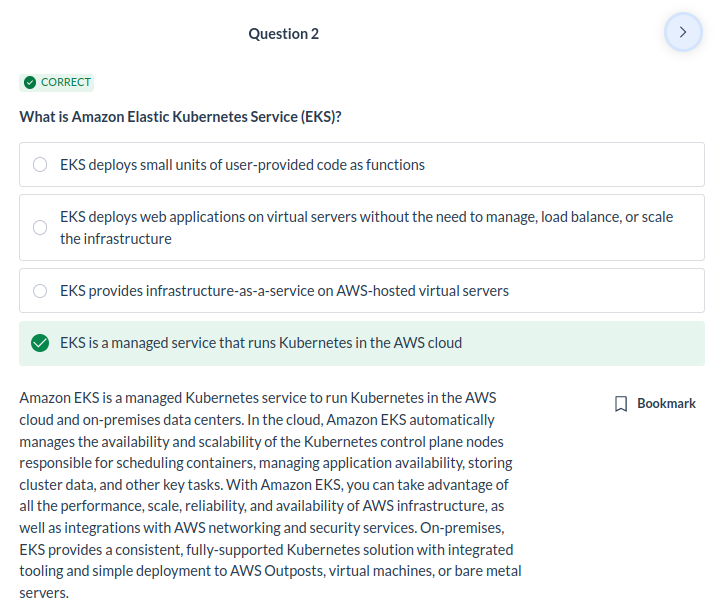 Question 2
CORRECT
What is Amazon Elastic Kubernetes Service (EKS)?
EKS deploys small units of user-provided code as functions
EKS deploys web applications on virtual servers without the need to manage, load balance, or scale
the infrastructure
EKS provides infrastructure-as-a-service on AWS-hosted virtual servers
EKS is a managed service that runs Kubernetes in the AWS cloud
Amazon EKS is a managed Kubernetes service to run Kubernetes in the AWS
cloud and on-premises data centers. In the cloud, Amazon EKS automatically
manages the availability and scalability of the Kubernetes control plane nodes
responsible for scheduling containers, managing application availability, storing
cluster data, and other key tasks. With Amazon EKS, you can take advantage of
all the performance, scale, reliability, and availability of AWS infrastructure, as
well as integrations with AWS networking and security services. On-premises,
EKS provides a consistent, fully-supported Kubernetes solution with integrated
tooling and simple deployment to AWS Outposts, virtual machines, or bare metal
servers.
Bookmark